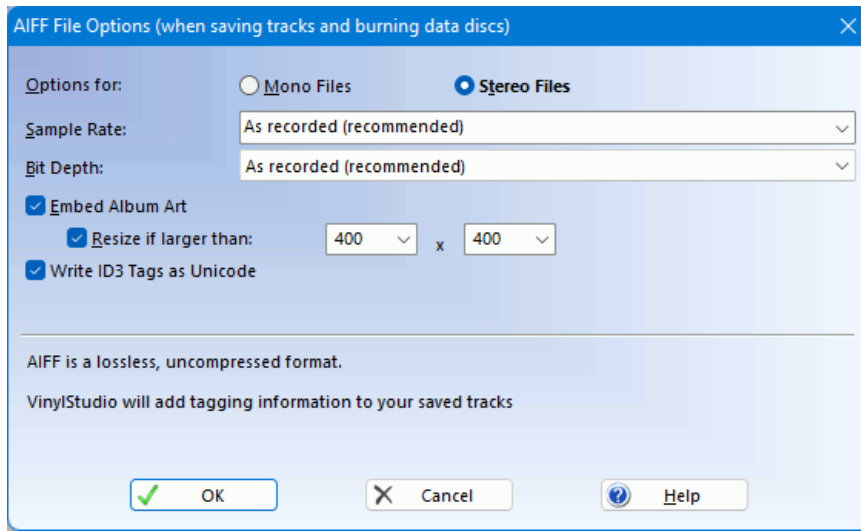 AIFF File Options (when saving tracks and burning data discs)
Options for: Mono Files Stereo Files
Sample Rate: As recorded (recommended)
Bit Depth: As recorded (recommended)
Embed Album Art
Resize if larger than: 400 x 400
Write ID3 Tags as Unicode
AIFF is a lossless, uncompressed format.
VinylStudio will add tagging information to your saved tracks
OK Cancel Help